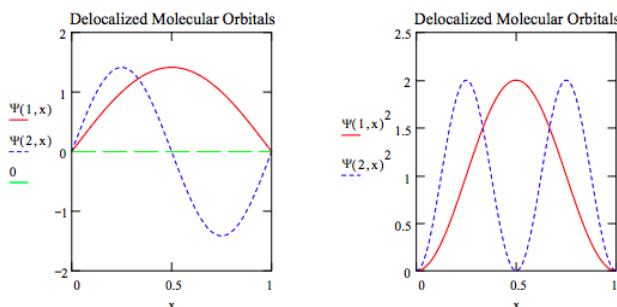 Delocalized Molecular Orbitals
2
1
0
−1
−2
Ψ(1,x)
Ψ(2,x)
0
0 0.5 1
x
Delocalized Molecular Orbitals
2.5
2
1.5
1
0.5
0
Ψ(1,x)²
Ψ(2,x)²
0 0.5 1
x